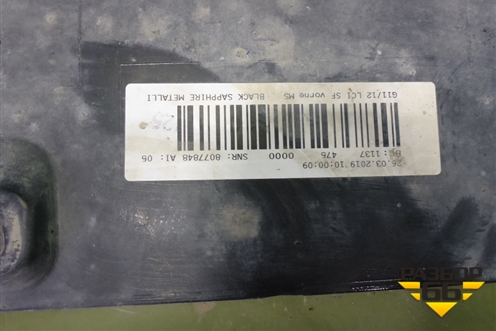 G11/12 LCI SF vorne MS BLACK SAPPHIRE METALLI
1137 476 0000 SNR: 8077848 AI: 06
26.03.2019 10:00:09
РАЗБОР
66